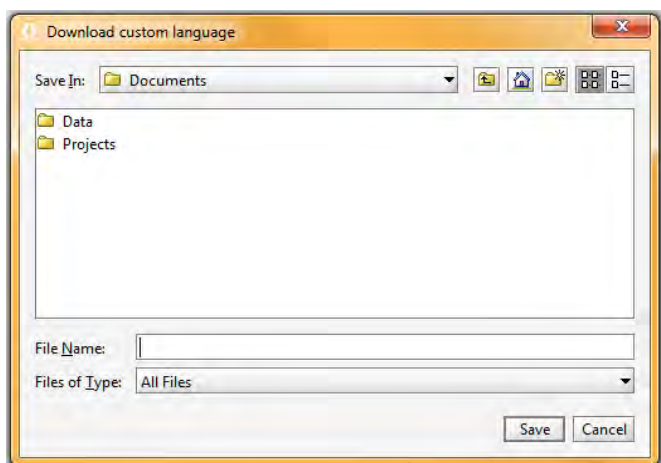 Download custom language
Save In: Documents
Data
Projects
File Name:
Files of Type: All Files
Save Cancel